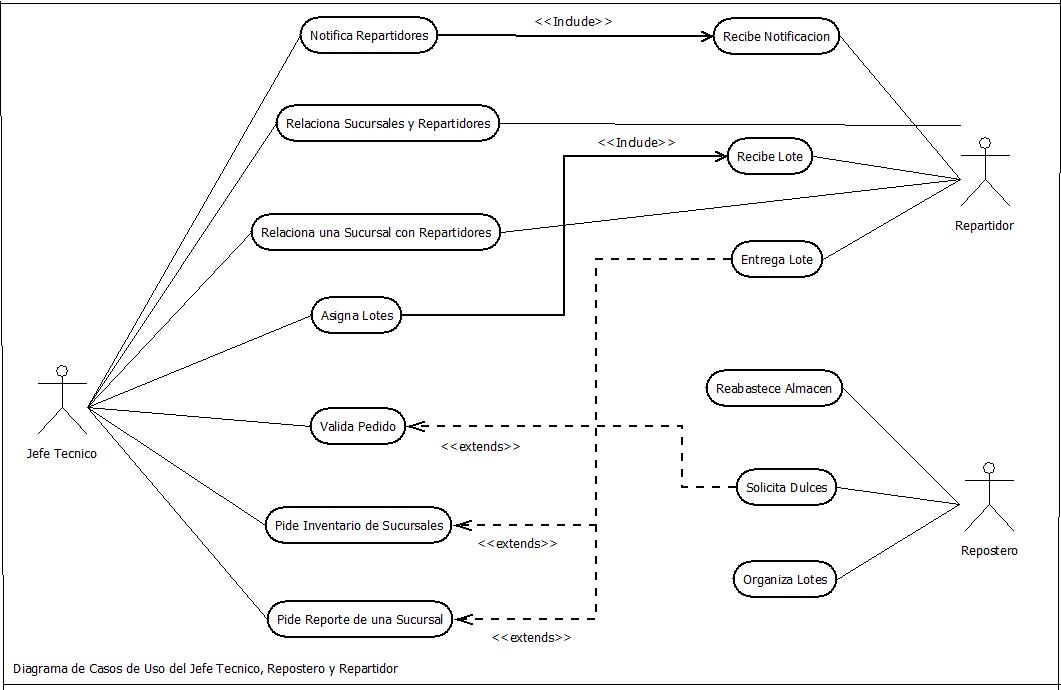 <<Include>>
Notifica Repartidores
Recibe Notificacion
Relaciona Sucursales y Repartidores
<<Include>>
Recibe Lote
Repartidor
Relaciona una Sucursal con Repartidores
Entrega Lote
Asigna Lotes
Reabastece Almacen
Valida Pedido
<<extends>>
Jefe Tecnico
Solicita Dulces
Pide Inventario de Sucursales
<<extends>>
Repostero
Organiza Lotes
Pide Reporte de una Sucursal
<<extends>>
Diagrama de Casos de Uso del Jefe Tecnico, Repostero y Repartidor